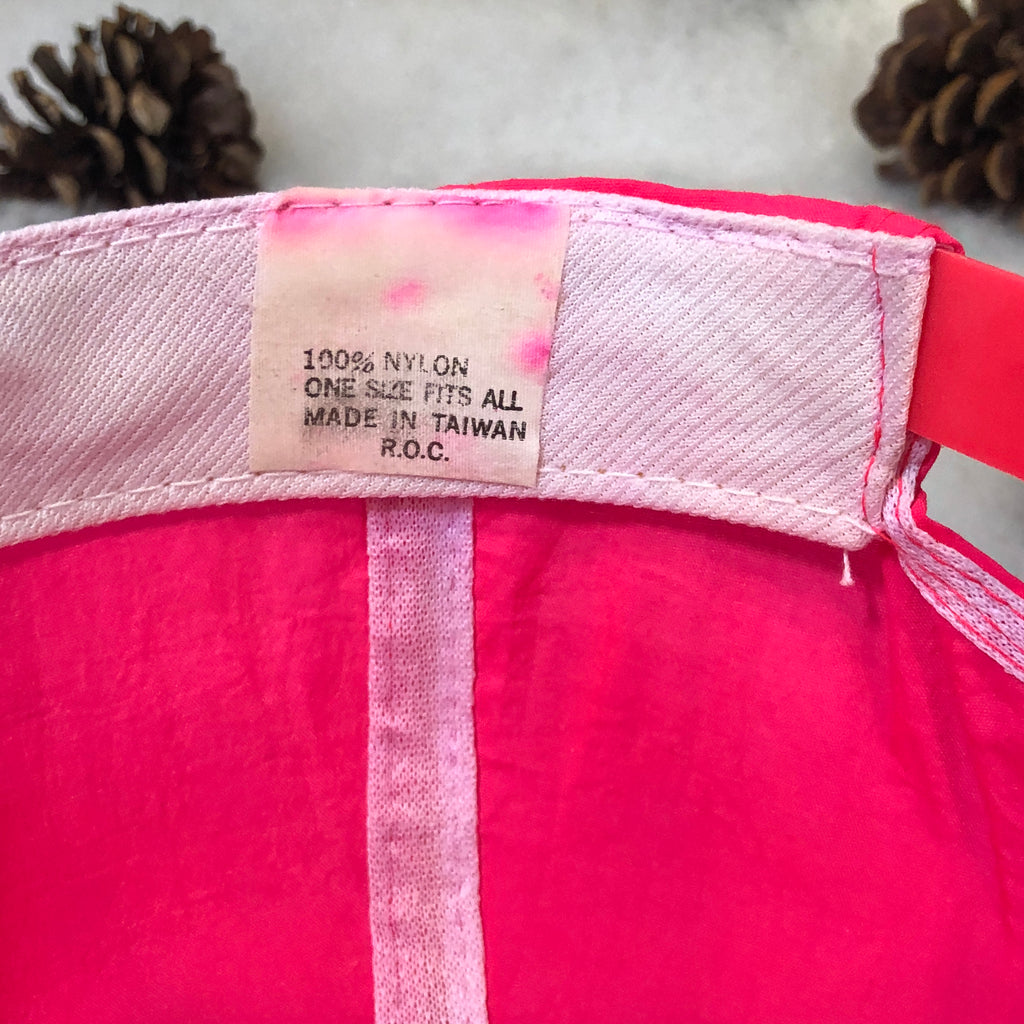 100% NYLON
ONE SIZE FITS ALL
MADE IN TAIWAN
R.O.C.